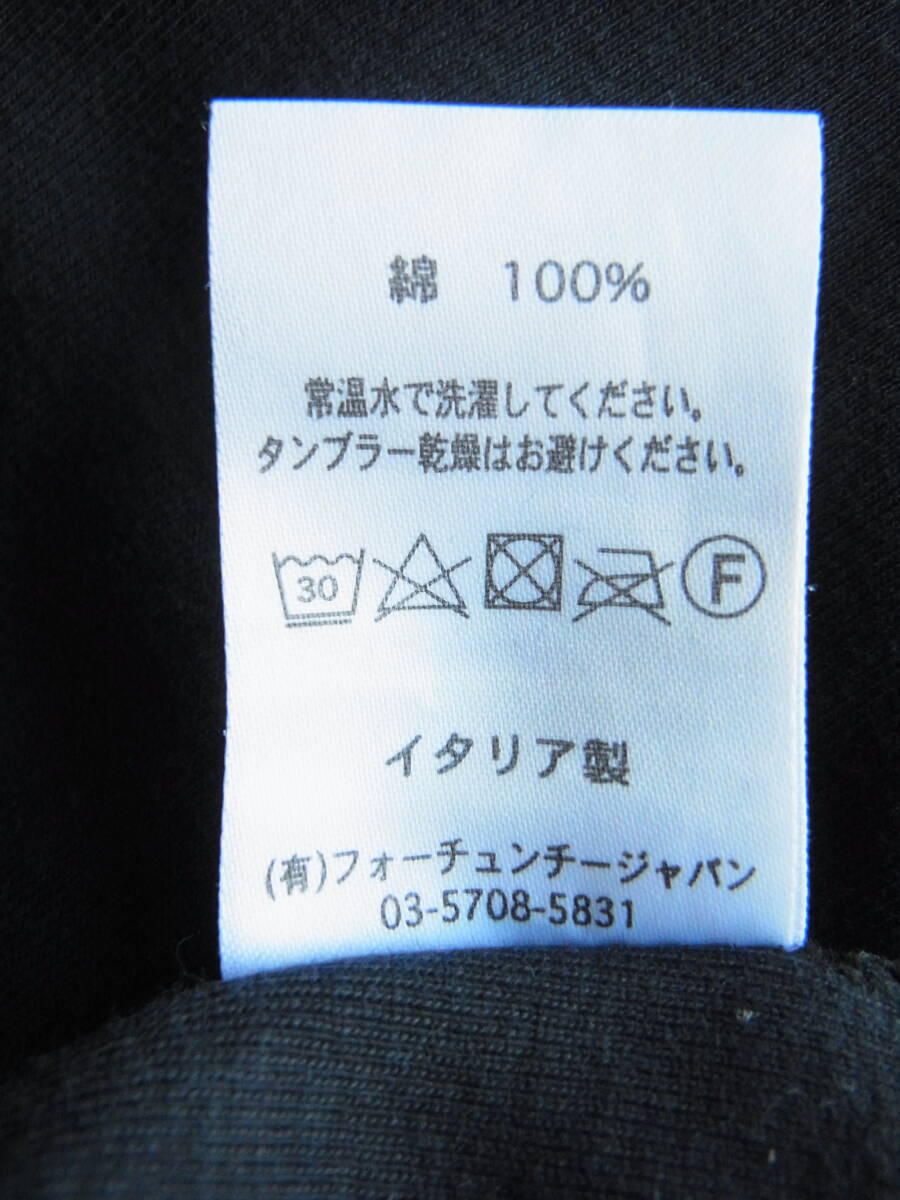 綿　100%
常温水で洗濯してください。
タンブラー乾燥はお避けください。
30 F
イタリア製
(有)フォーチュンチージャパン
03-5708-5831